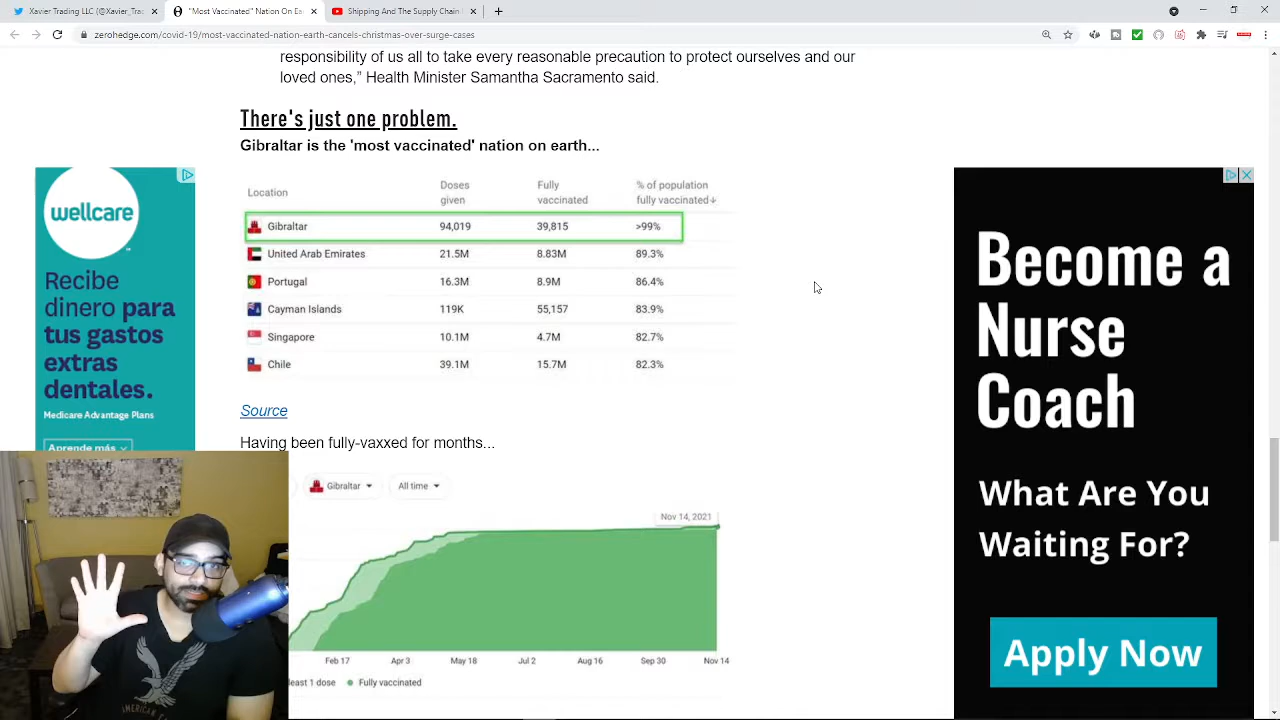 Xavier Trading LLC (@Xavier_Trad
"Most Vaccinated" Nation On Ear
Apply And The Supply Chain
zerohedge.com/covid-19/most-vaccinated-nation-earth-cancels-christmas-over-surge-cases
responsibility of us all to take every reasonable precaution to protect ourselves and our
loved ones,” Health Minister Samantha Sacramento said.
There's just one problem.
Gibraltar is the 'most vaccinated' nation on earth...
Location
Doses given
Fully vaccinated
% of population fully vaccinated↓
Gibraltar 94,019 39,815 >99%
United Arab Emirates 21.5M 8.83M 89.3%
Portugal 16.3M 8.9M 86.4%
Cayman Islands 119K 55,157 83.9%
Singapore 10.1M 4.7M 82.7%
Chile 39.1M 15.7M 82.3%
Source
Having been fully-vaxxed for months...
Gibraltar
All time
Nov 14, 2021
Feb 17 Apr 3 May 18 Jul 2 Aug 16 Sep 30 Nov 14
least 1 dose Fully vaccinated
wellcare
Recibe
dinero para
tus gastos
extras
dentales.
Medicare Advantage Plans
Aprende más
AMERICAN
Become a
Nurse
Coach
What Are You
Waiting For?
Apply Now